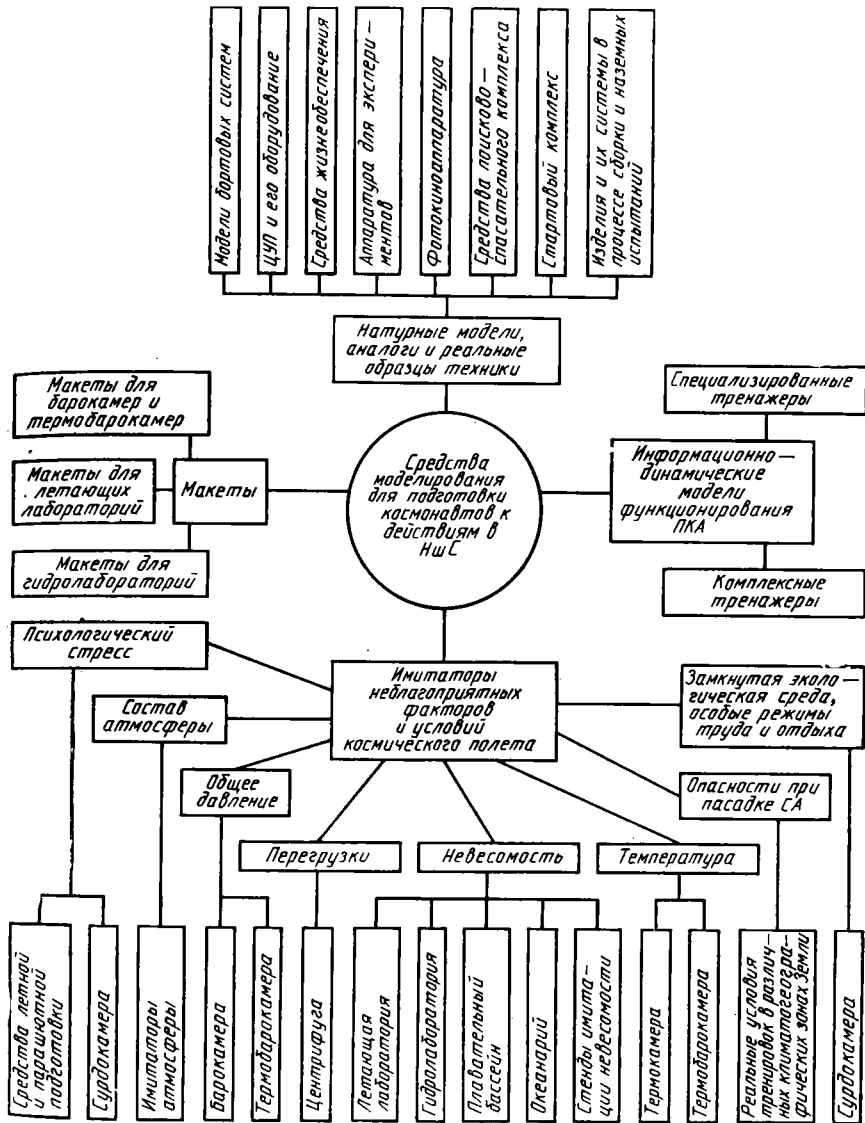 Модели бортовых систем
ЦУП и его оборудование
Средства жизнеобеспечения
Аппаратура для экспери-
ментов
Фотокиноаппаратура
Средства поисково-
спасательного комплекса
Стартовый комплекс
Изделия и их системы в
процессе сборки и наземных
испытаний
Натурные модели,
аналоги и реальные
образцы техники
Макеты для
барокамер и
термобарокамер
Макеты для
летающих
лабораторий
Макеты
Макеты для
гидролабораторий
Средства
моделирования
для подготовки
космонавтов к
действиям в
НшС
Специализированные
тренажеры
Информационно-
динамические
модели
функционирования
ПКА
Комплексные
тренажеры
Психологический
стресс
Состав
атмосферы
Общее
давление
Имитаторы
неблагоприятных
факторов
и условий
космического полета
Замкнутая эколо-
гическая среда,
особые режимы
труда и отдыха
Опасности при
посадке СА
Перегрузки
Невесомость
Температура
Средства летной
и парашютной
подготовки
Сурдокамера
Имитаторы
атмосферы
Барокамера
Термобарокамера
Центрифуга
Летающая
лаборатория
Гидролаборатория
Плавательный
бассейн
Океанарий
Стенды имита-
ции невесомости
Термокамера
Термобарокамера
Реальные условия
тренировок в различ-
ных климатогеогра-
фических зонах Земли
Сурдокамера